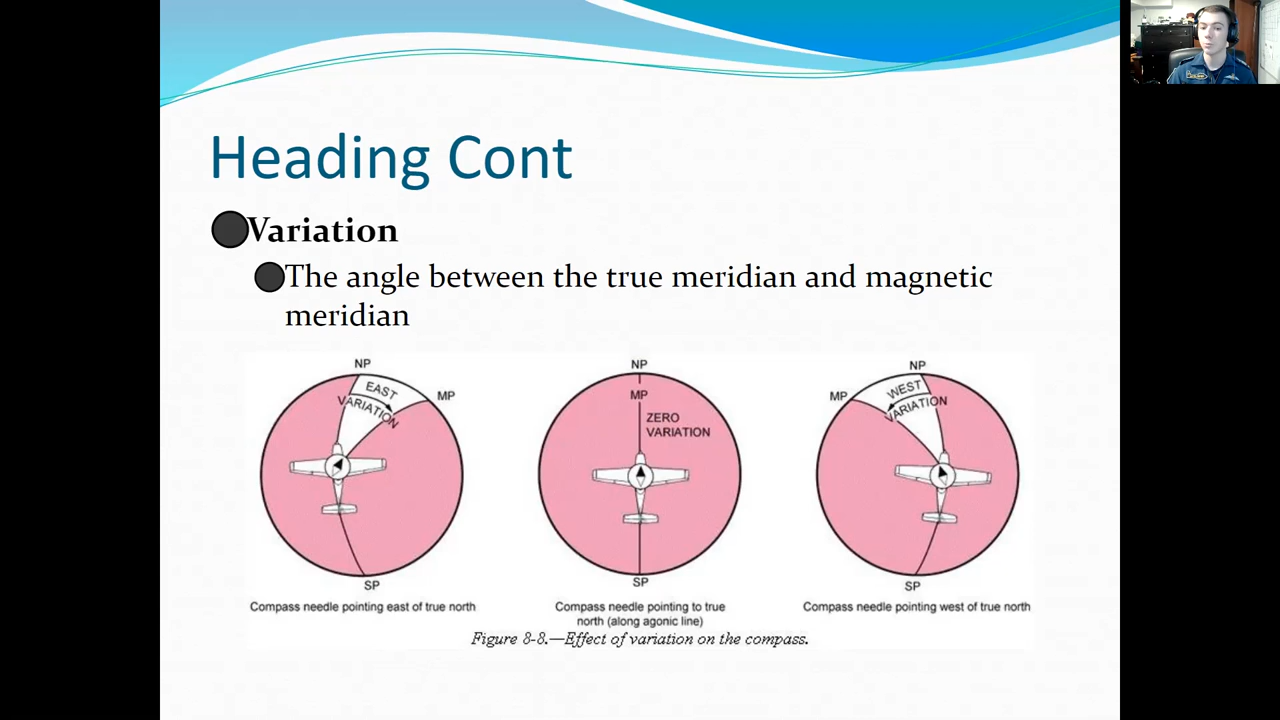 Heading Cont
Variation
The angle between the true meridian and magnetic
meridian
NP
EAST
VARIATION
MP
SP
Compass needle pointing east of true north
NP
MP
ZERO
VARIATION
SP
Compass needle pointing to true
north (along agonic line)
NP
MP
WEST
VARIATION
SP
Compass needle pointing west of true north
Figure 8-8.—Effect of variation on the compass.